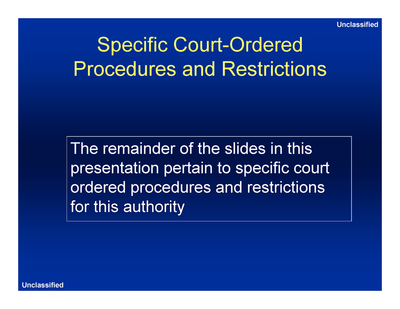 Unclassified
Specific Court-Ordered
Procedures and Restrictions
The remainder of the slides in this
presentation pertain to specific court
ordered procedures and restrictions
for this authority
Unclassified